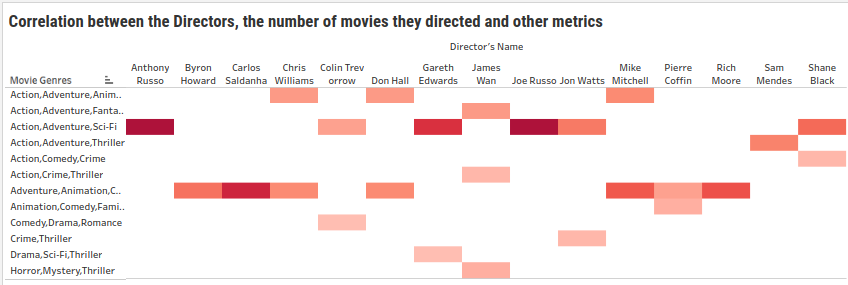 Correlation between the Directors, the number of movies they directed and other metrics
Director's Name
Movie Genres
Anthony Russo
Byron Howard
Carlos Saldanha
Chris Williams
Colin Trev orrow
Don Hall
Gareth Edwards
James Wan
Joe Russo
Jon Watts
Mike Mitchell
Pierre Coffin
Rich Moore
Sam Mendes
Shane Black
Action,Adventure,Anim..
Action,Adventure,Fanta..
Action,Adventure,Sci-Fi
Action,Adventure,Thriller
Action,Comedy,Crime
Action,Crime,Thriller
Adventure,Animation,C..
Animation,Comedy,Fami..
Comedy,Drama,Romance
Crime,Thriller
Drama,Sci-Fi,Thriller
Horror,Mystery,Thriller